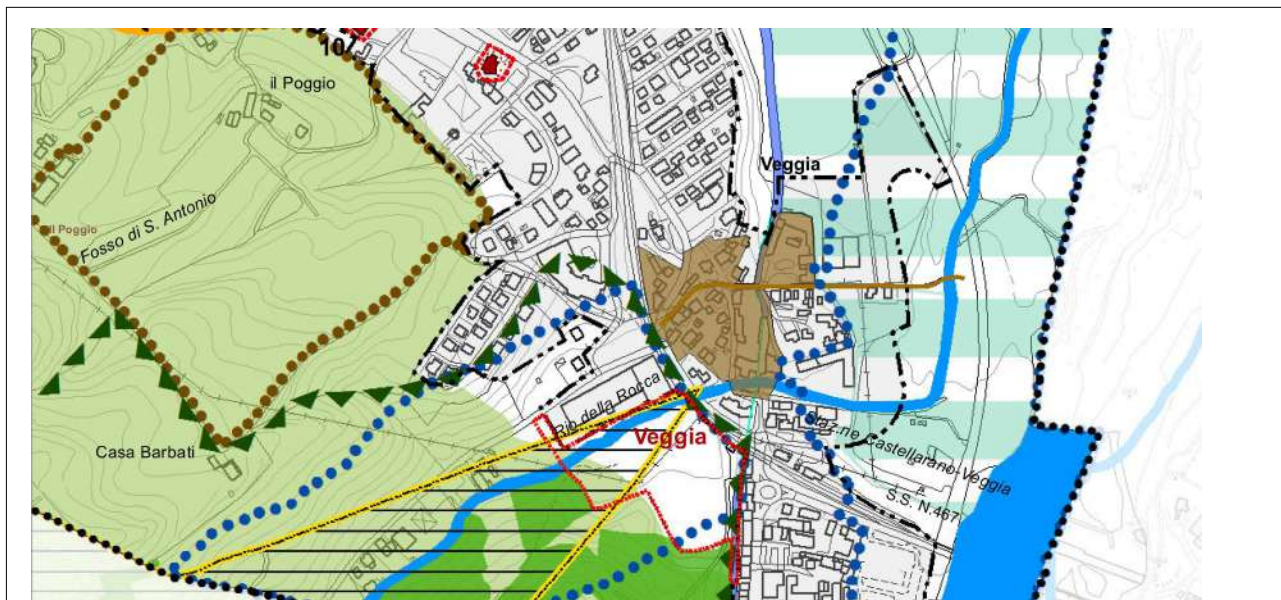 10
il Poggio
Veggia
Fosso di S. Antonio
il Poggio
Rio della Rocca
Veggia
Casa Barbati
Staz.ne Castellarano-Veggia
S.S. N.467